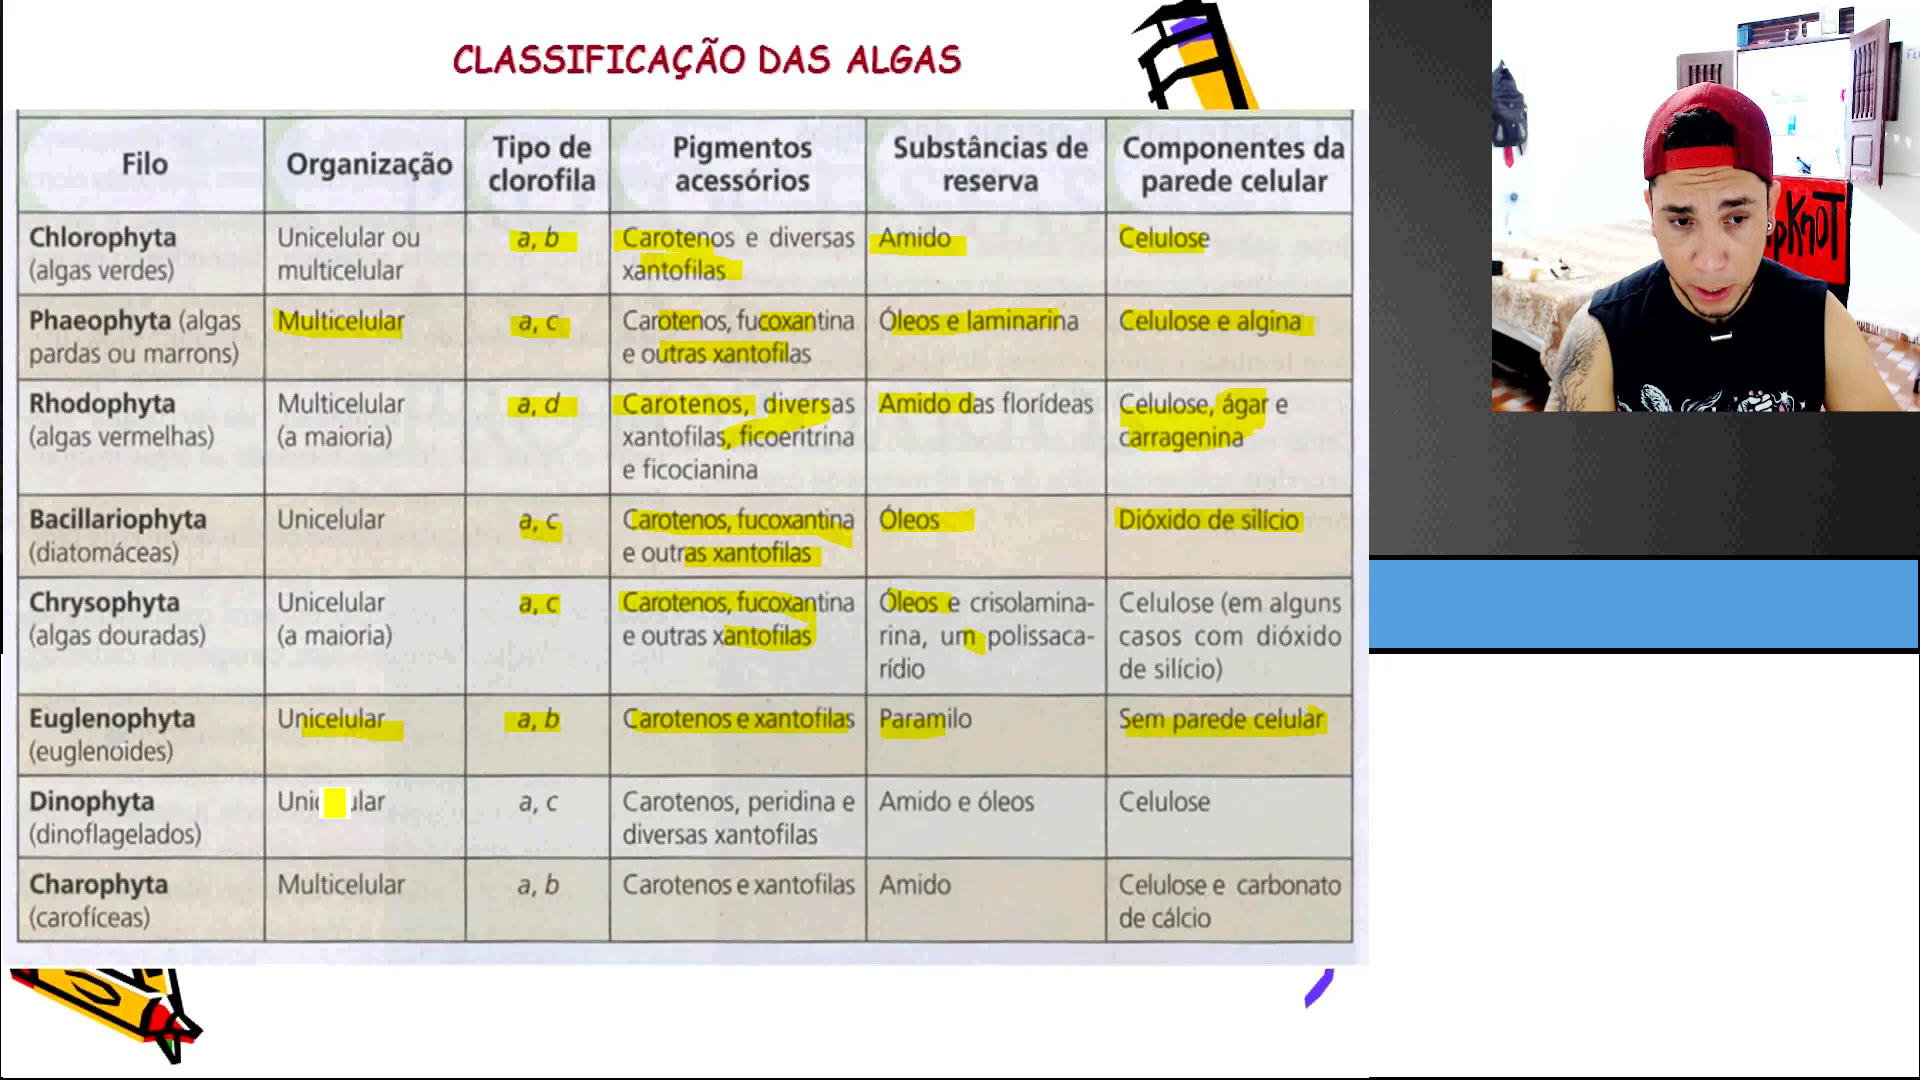 CLASSIFICAÇÃO DAS ALGAS
Filo
Organização
Tipo de
clorofila
Pigmentos
acessórios
Substâncias de
reserva
Componentes da
parede celular
Chlorophyta
(algas verdes)
Unicelular ou
multicelular
a, b
Carotenos e diversas
xantofilas
Amido
Celulose
Phaeophyta (algas
pardas ou marrons)
Multicelular
a, c
Carotenos, fucoxantina
e outras xantofilas
Óleos e laminarina
Celulose e algina
Rhodophyta
(algas vermelhas)
Multicelular
(a maioria)
a, d
Carotenos, diversas
xantofilas, ficoeritrina
e ficocianina
Amido das florídeas
Celulose, ágar e
carragenina
Bacillariophyta
(diatomáceas)
Unicelular
a, c
Carotenos, fucoxantina
e outras xantofilas
Óleos
Dióxido de silício
Chrysophyta
(algas douradas)
Unicelular
(a maioria)
a, c
Carotenos, fucoxantina
e outras xantofilas
Óleos e crisolamina-
rina, um polissaca-
rídio
Celulose (em alguns
casos com dióxido
de silício)
Euglenophyta
(euglenoides)
Unicelular
a, b
Carotenos e xantofilas
Paramilo
Sem parede celular
Dinophyta
(dinoflagelados)
Unicelular
a, c
Carotenos, peridina e
diversas xantofilas
Amido e óleos
Celulose
Charophyta
(carofíceas)
Multicelular
a, b
Carotenos e xantofilas
Amido
Celulose e carbonato
de cálcio
pKnoT